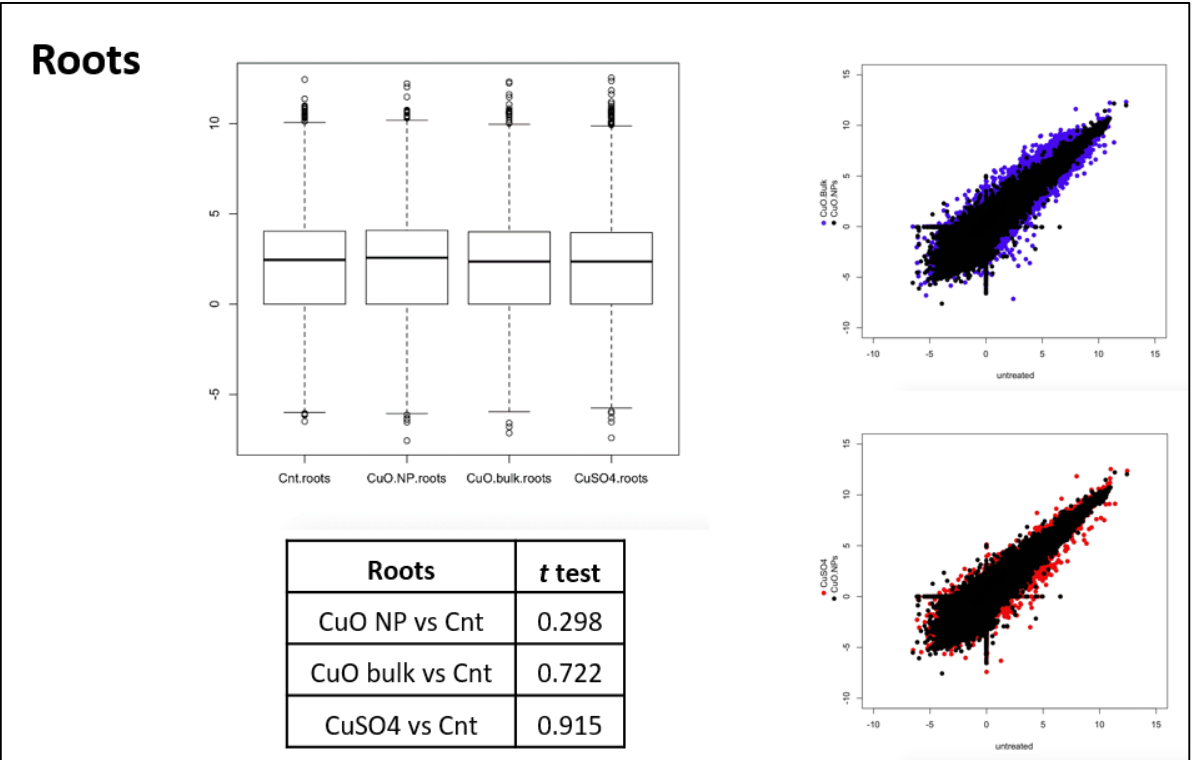 Roots
10
5
0
-5
Cnt.roots CuO.NP.roots CuO.bulk.roots CuSO4.roots
Roots t test
CuO NP vs Cnt 0.298
CuO bulk vs Cnt 0.722
CuSO4 vs Cnt 0.915
CuO.Bulk
CuO.NPs
15
10
5
0
-5
-10
-10 -5 0 5 10 15
untreated
CuSO4
CuO.NPs
15
10
5
0
-5
-10
-10 -5 0 5 10 15
untreated